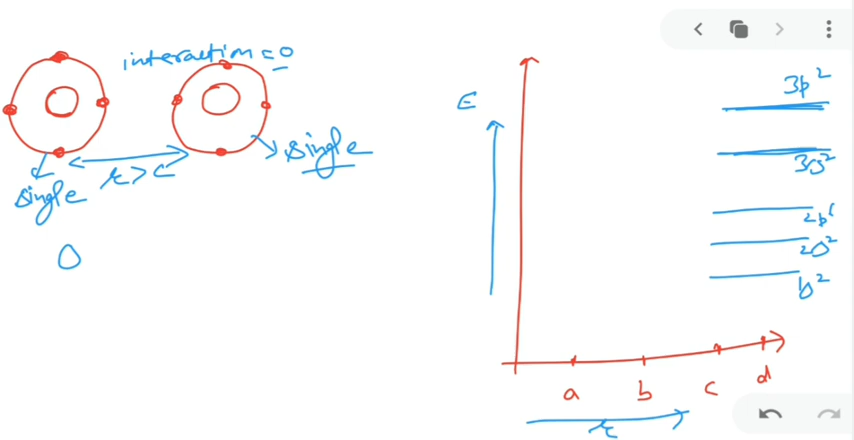 interaction = 0
single
r > c
single
E
3p²
3s²
2p⁶
2s²
1s²
a b c d
r